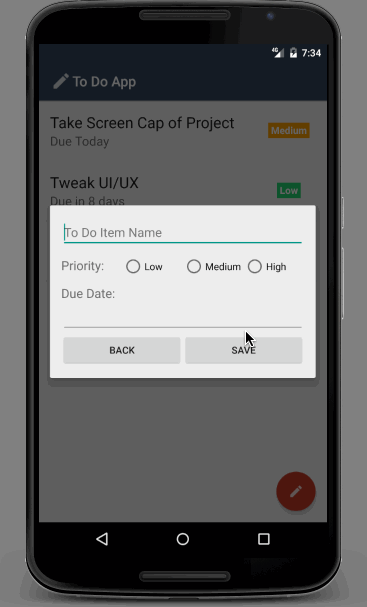 4G 7:34
To Do App
Take Screen Cap of Project
Medium
Due Today
Tweak UI/UX
Low
Due in 8 days
To Do Item Name
Priority: Low Medium High
Due Date:
BACK SAVE